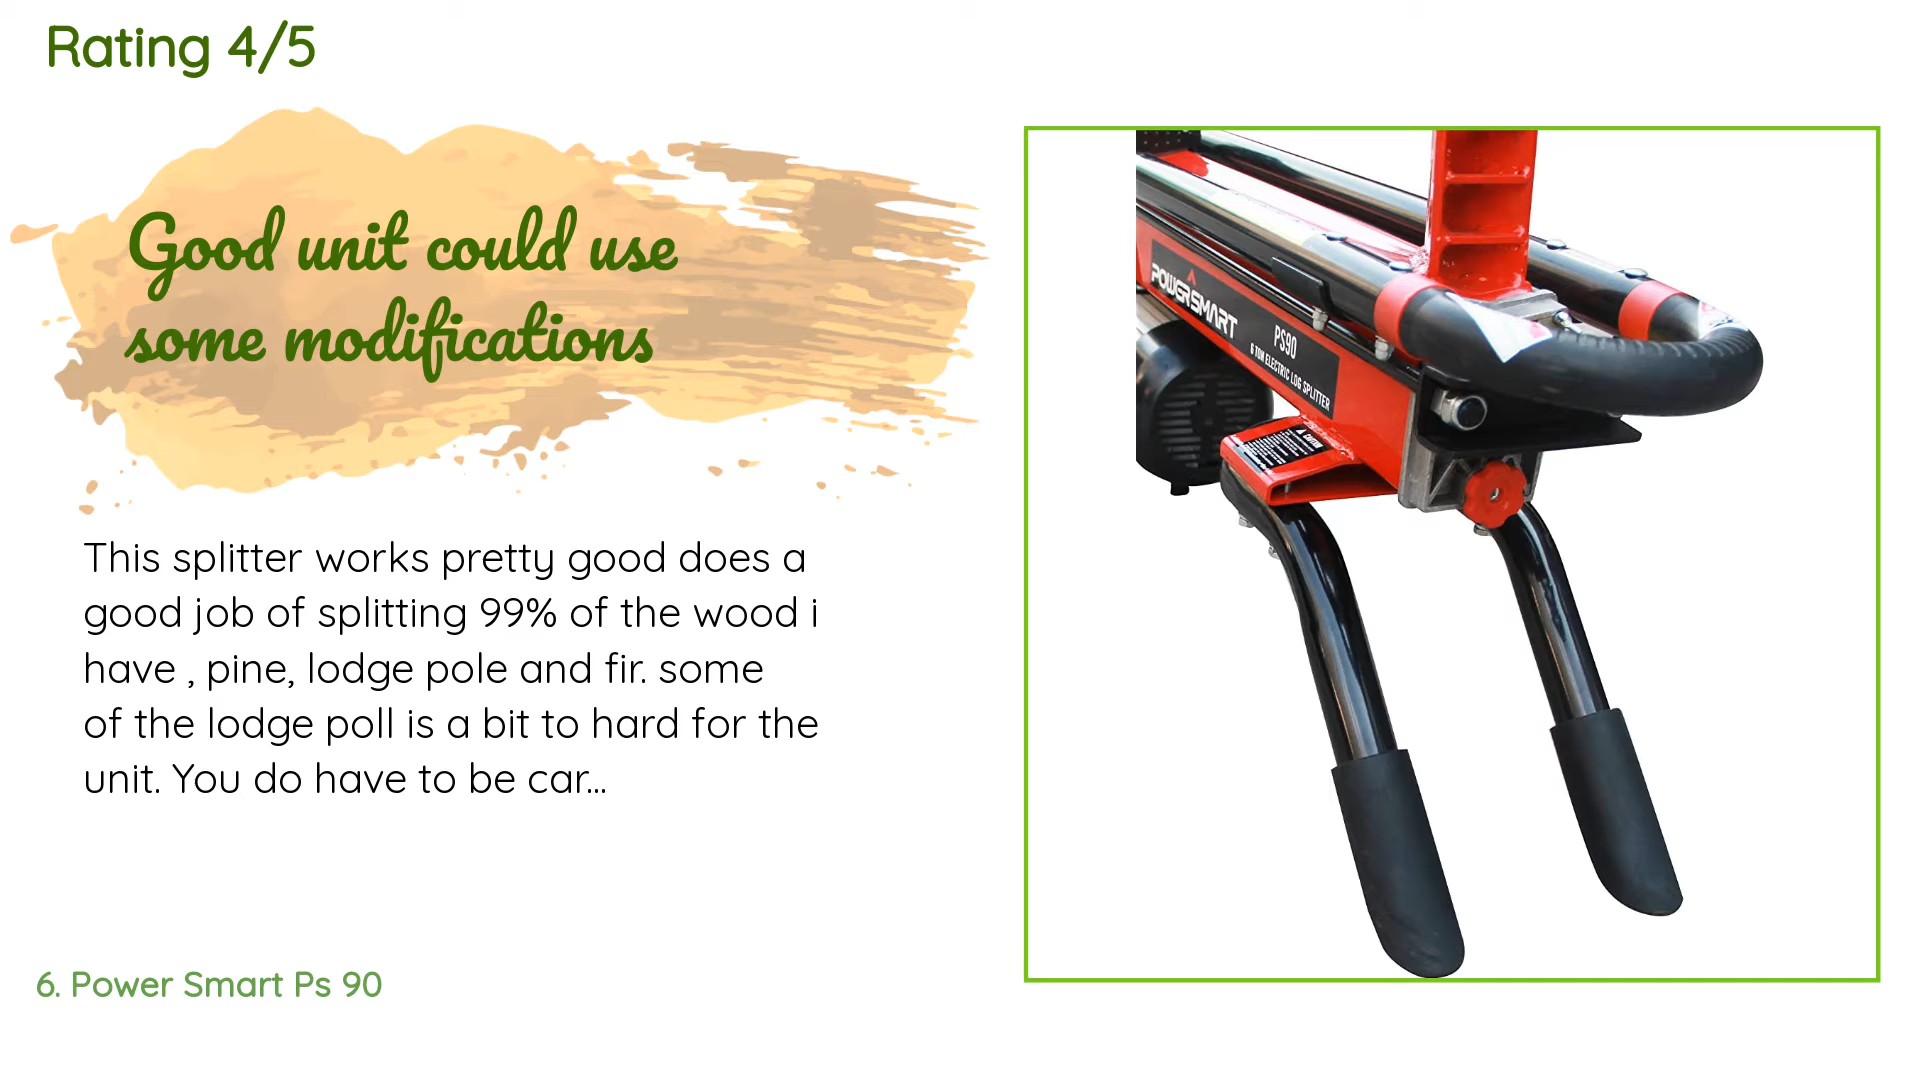 Rating 4/5
Good unit could use
some modifications
This splitter works pretty good does a
good job of splitting 99% of the wood i
have , pine, lodge pole and fir. some
of the lodge poll is a bit to hard for the
unit. You do have to be car...
6. Power Smart Ps 90
POWERSMART
PS90
6 TON ELECTRIC LOG SPLITTER
CAUTION